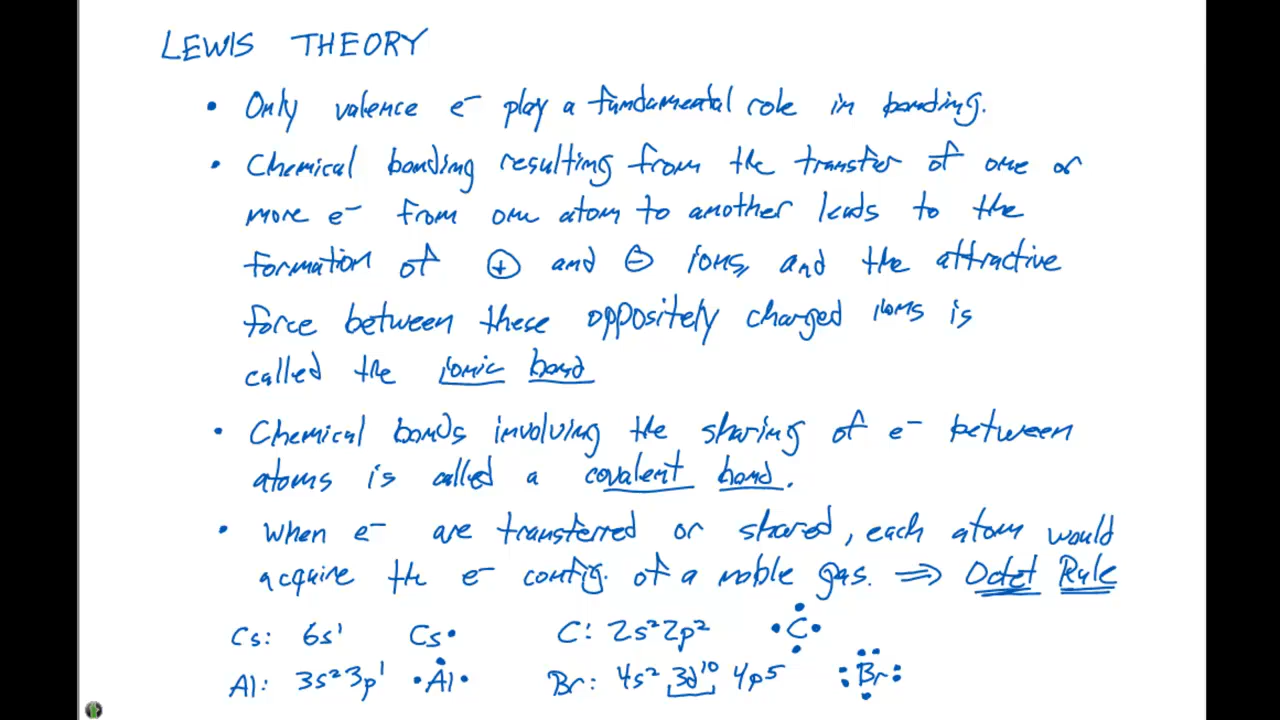 LEWIS THEORY
• Only valence e⁻ play a fundamental role in bonding.
• Chemical bonding resulting from the transfer of one or
more e⁻ from one atom to another leads to the
formation of ⊕ and ⊖ ions, and the attractive
force between these oppositely charged ions is
called the ionic bond
• Chemical bonds involving the sharing of e⁻ between
atoms is called a covalent bond.
• When e⁻ are transferred or shared, each atom would
acquire the e⁻ config. of a noble gas. ⇒ Octet Rule
Cs: 6s¹ Cs• C: 2s²2p² •C•
Al: 3s²3p¹ •Al• Br: 4s² 3d¹⁰ 4p⁵ :Br: